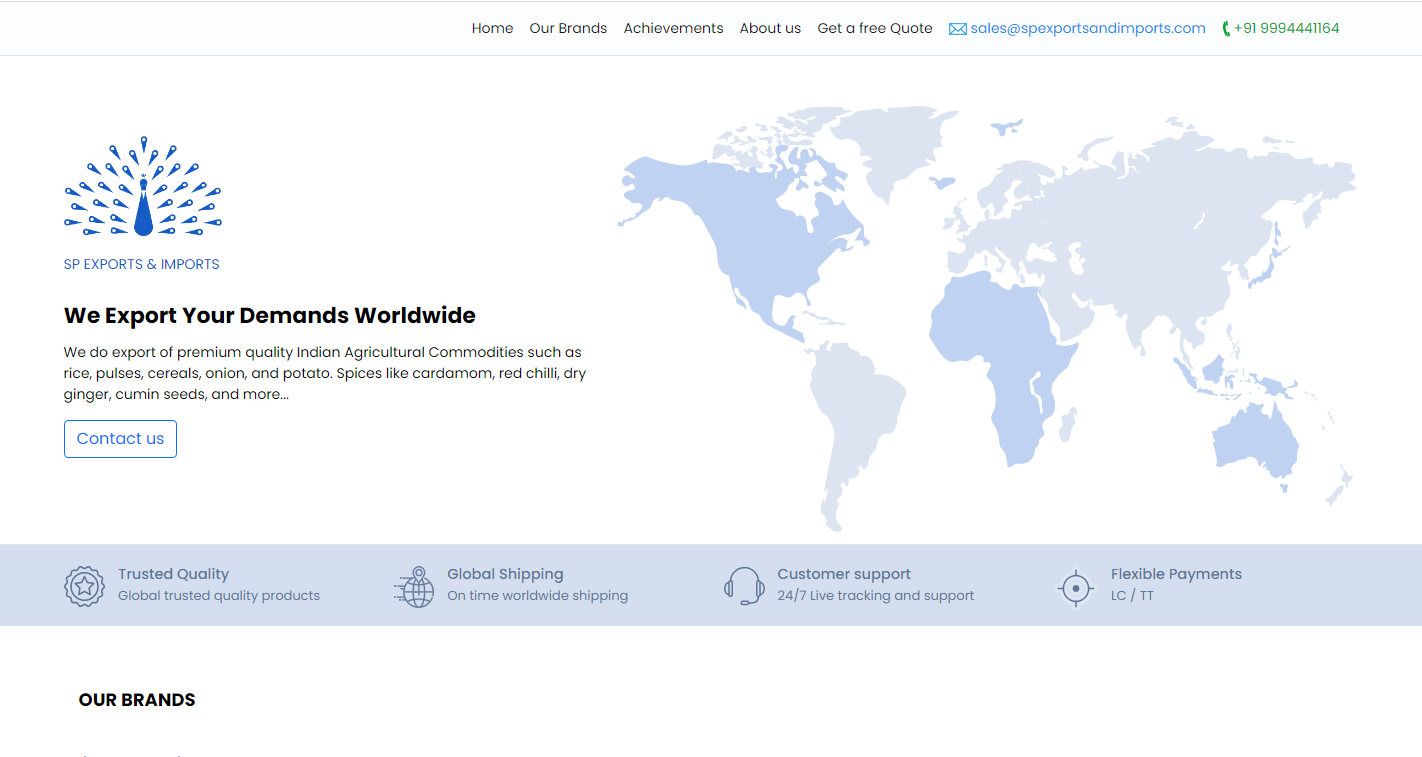 Home Our Brands Achievements About us Get a free Quote sales@spexportsandimports.com +91 9994441164
SP EXPORTS & IMPORTS
We Export Your Demands Worldwide
We do export of premium quality Indian Agricultural Commodities such as
rice, pulses, cereals, onion, and potato. Spices like cardamom, red chilli, dry
ginger, cumin seeds, and more...
Contact us
Trusted Quality
Global trusted quality products
Global Shipping
On time worldwide shipping
Customer support
24/7 Live tracking and support
Flexible Payments
LC / TT
OUR BRANDS